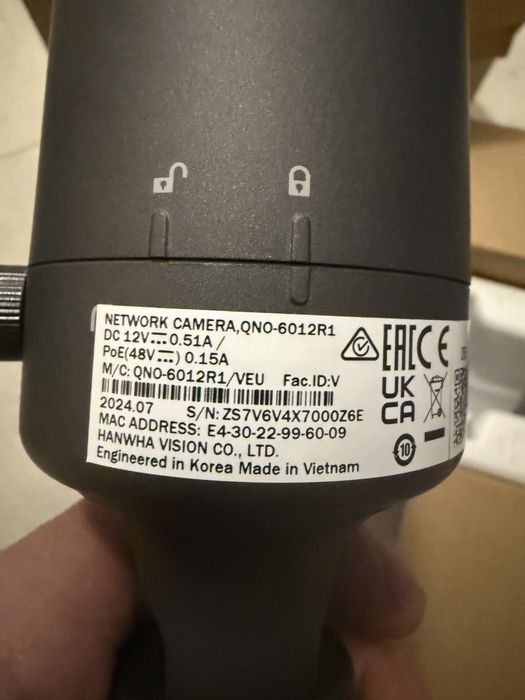 NETWORK CAMERA,QNO-6012R1
DC 12V⎓0.51A /
PoE(48V⎓) 0.15A
M/C: QNO-6012R1/VEU Fac.ID:V
2024.07 S/N: ZS7V6V4X7000Z6E
MAC ADDRESS: E4-30-22-99-60-09
HANWHA VISION CO., LTD.
Engineered in Korea Made in Vietnam
EAC CE
UK
CA
10